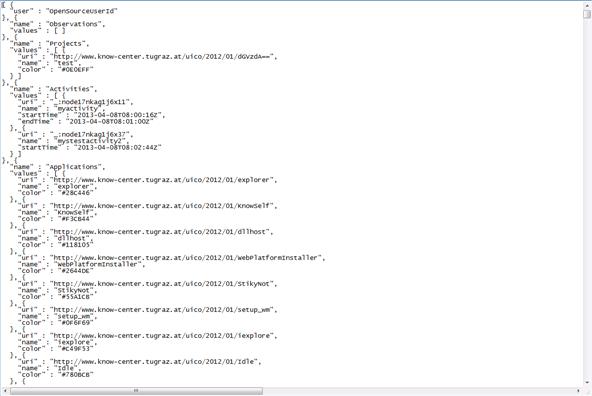 [ {
"user" : "OpenSourceuserId"
}, {
"name" : "Observations",
"values" : [ ]
}, {
"name" : "Projects",
"values" : [ {
"uri" : "http://www.know-center.tugraz.at/uico/2012/01/dGVzdA==",
"name" : "test",
"color" : "#0E0EFF"
} ]
}, {
"name" : "Activities",
"values" : [ {
"uri" : "_:node17nkag1j6x11",
"name" : "myactivity",
"startTime" : "2013-04-08T08:00:16Z",
"endTime" : "2013-04-08T08:01:00Z"
}, {
"uri" : "_:node17nkag1j6x37",
"name" : "mystestactivity2",
"startTime" : "2013-04-08T08:02:44Z"
} ]
}, {
"name" : "Applications",
"values" : [ {
"uri" : "http://www.know-center.tugraz.at/uico/2012/01/explorer",
"name" : "explorer",
"color" : "#28C446"
}, {
"uri" : "http://www.know-center.tugraz.at/uico/2012/01/KnowSelf",
"name" : "KnowSelf",
"color" : "#F3CB44"
}, {
"uri" : "http://www.know-center.tugraz.at/uico/2012/01/dllhost",
"name" : "dllhost",
"color" : "#118105"
}, {
"uri" : "http://www.know-center.tugraz.at/uico/2012/01/WebPlatformInstaller",
"name" : "WebPlatformInstaller",
"color" : "#2644DE"
}, {
"uri" : "http://www.know-center.tugraz.at/uico/2012/01/StikyNot",
"name" : "StikyNot",
"color" : "#55A1CB"
}, {
"uri" : "http://www.know-center.tugraz.at/uico/2012/01/setup_wm",
"name" : "setup_wm",
"color" : "#0F6F69"
}, {
"uri" : "http://www.know-center.tugraz.at/uico/2012/01/iexplore",
"name" : "iexplore",
"color" : "#C49F53"
}, {
"uri" : "http://www.know-center.tugraz.at/uico/2012/01/Idle",
"name" : "Idle",
"color" : "#780BCB"
}, {